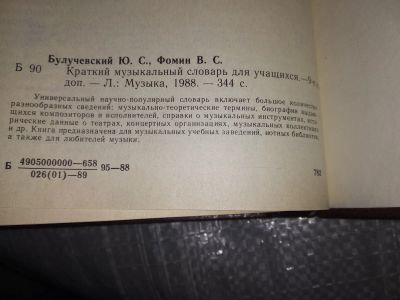 Булучевский Ю. С., Фомин В. С.
Б 90 Краткий музыкальный словарь для учащихся.—
доп. — Л.: Музыка, 1988. — 344 с.
Универсальный научно-популярный словарь включает большое количество
разнообразных сведений: музыкально-теоретические термины, биографии
щихся композиторов и исполнителей, справки о музыкальных инструментах,
рические данные о театрах, концертных организациях, музыкальных коллективах
и др. Книга предназначена для музыкальных учебных заведений, нотных библиотек,
а также для любителей музыки.
Б 4905000000—658
026(01)—89 95—88
782